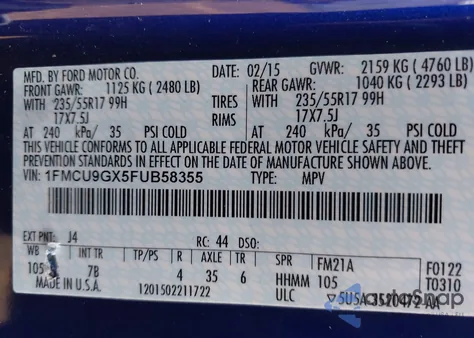 MFD. BY FORD MOTOR CO. DATE: 02/15 GVWR: 2159 KG ( 4760 LB)
FRONT GAWR: 1125 KG ( 2480 LB) REAR GAWR: 1040 KG ( 2293 LB)
WITH 235/55R17 99H TIRES WITH 235/55R17 99H
17X7.5J RIMS 17X7.5J
AT 240 kPa/ 35 PSI COLD AT 240 kPa/ 35 PSI COLD
THIS VEHICLE CONFORMS TO ALL APPLICABLE FEDERAL MOTOR VEHICLE SAFETY AND THEFT
PREVENTION STANDARDS IN EFFECT ON THE DATE OF MANUFACTURE SHOWN ABOVE.
VIN: 1FMCU9GX5FUB58355 TYPE: MPV
EXT PNT: J4 RC: 44 DSO:
WB INT TR TP/PS R AXLE TR SPR FM21A F0122
105 7B 4 35 6 HHMM 105 T0310
MADE IN U.S.A. 1201502211722 ULC 5U5A-3520472 AA
autoSnap